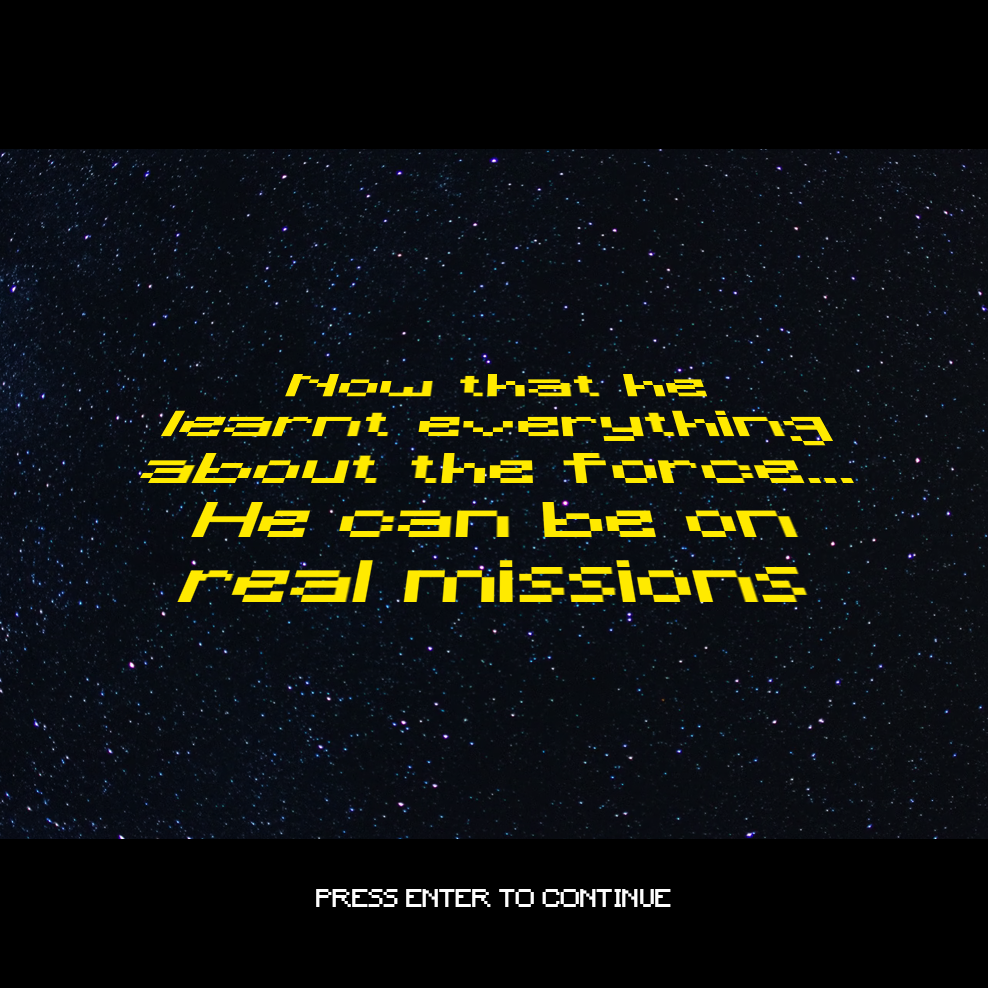 Now that he
learnt everything
about the force...
He can be on
real missions
PRESS ENTER TO CONTINUE